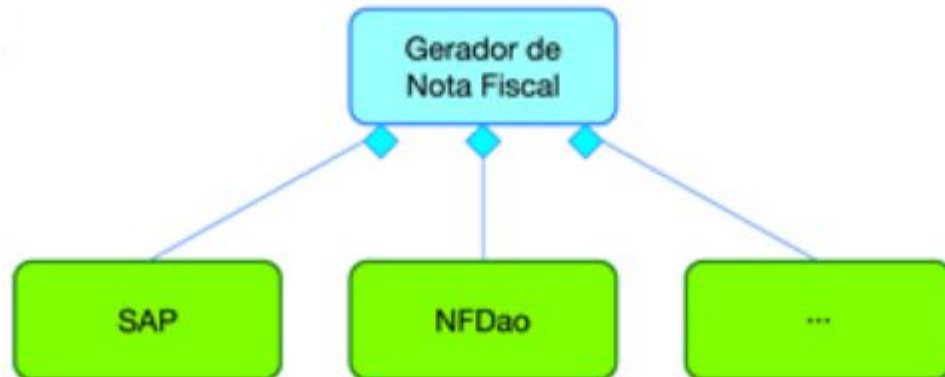 Gerador de
Nota Fiscal
SAP
NFDao
...